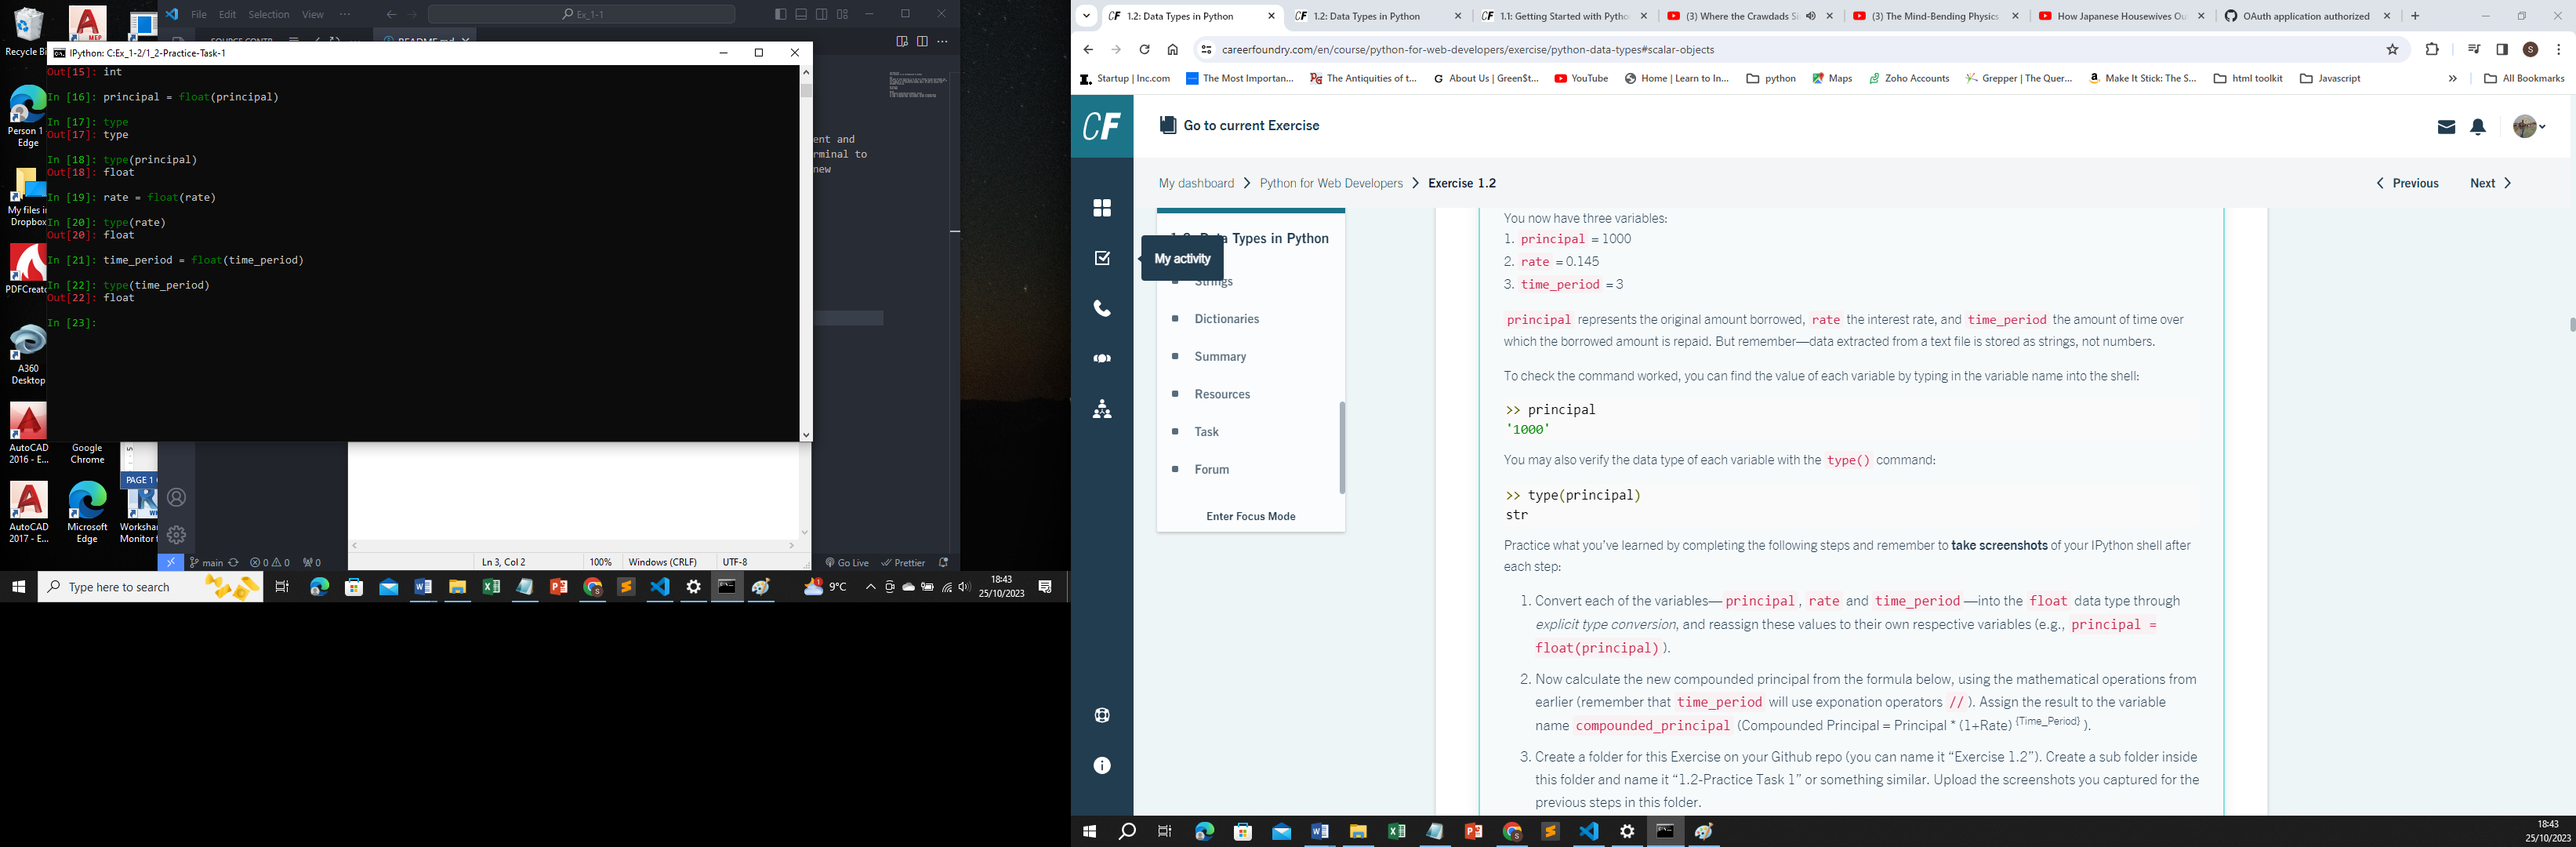 Recycle Bi
Person 1
Edge
My files in
Dropbox
PDFCreato
A360
Desktop
AutoCAD
2016 - E...
Google
Chrome
AutoCAD
2017 - E...
Microsoft
Edge
Worksha
Monitor f
PAGE 1
File Edit Selection View ...
Ex_1-1
SOURCE CONTR...
README.md
ent and
rminal to
new
IPython: C:Ex_1-2/1_2-Practice-Task-1
Out[15]: int
In [16]: principal = float(principal)
In [17]: type
Out[17]: type
In [18]: type(principal)
Out[18]: float
In [19]: rate = float(rate)
In [20]: type(rate)
Out[20]: float
In [21]: time_period = float(time_period)
In [22]: type(time_period)
Out[22]: float
In [23]:
Ln 3, Col 2 100% Windows (CRLF) UTF-8
main 0 0 0 Go Live Prettier
Type here to search
9°C
18:43
25/10/2023
1.2: Data Types in Python
1.2: Data Types in Python
1.1: Getting Started with Pytho
(3) Where the Crawdads Si
(3) The Mind-Bending Physics
How Japanese Housewives Ou
OAuth application authorized
careerfoundry.com/en/course/python-for-web-developers/exercise/python-data-types#scalar-objects
Startup | Inc.com The Most Importan... The Antiquities of t... About Us | Green$t... YouTube Home | Learn to In... python Maps Zoho Accounts Grepper | The Quer... Make It Stick: The S... html toolkit Javascript » All Bookmarks
CF Go to current Exercise
My dashboard > Python for Web Developers > Exercise 1.2
Previous Next
1.2: Data Types in Python
My activity
Strings
Dictionaries
Summary
Resources
Task
Forum
Enter Focus Mode
You now have three variables:
1. principal = 1000
2. rate = 0.145
3. time_period = 3
principal represents the original amount borrowed, rate the interest rate, and time_period the amount of time over
which the borrowed amount is repaid. But remember—data extracted from a text file is stored as strings, not numbers.
To check the command worked, you can find the value of each variable by typing in the variable name into the shell:
>> principal
'1000'
You may also verify the data type of each variable with the type() command:
>> type(principal)
str
Practice what you've learned by completing the following steps and remember to take screenshots of your IPython shell after
each step:
1. Convert each of the variables—principal, rate and time_period—into the float data type through
explicit type conversion, and reassign these values to their own respective variables (e.g., principal =
float(principal)).
2. Now calculate the new compounded principal from the formula below, using the mathematical operations from
earlier (remember that time_period will use exponation operators //). Assign the result to the variable
name compounded_principal (Compounded Principal = Principal * (1+Rate) {Time_Period} ).
3. Create a folder for this Exercise on your Github repo (you can name it “Exercise 1.2”). Create a sub folder inside
this folder and name it “1.2-Practice Task 1” or something similar. Upload the screenshots you captured for the
previous steps in this folder.
18:43
25/10/2023